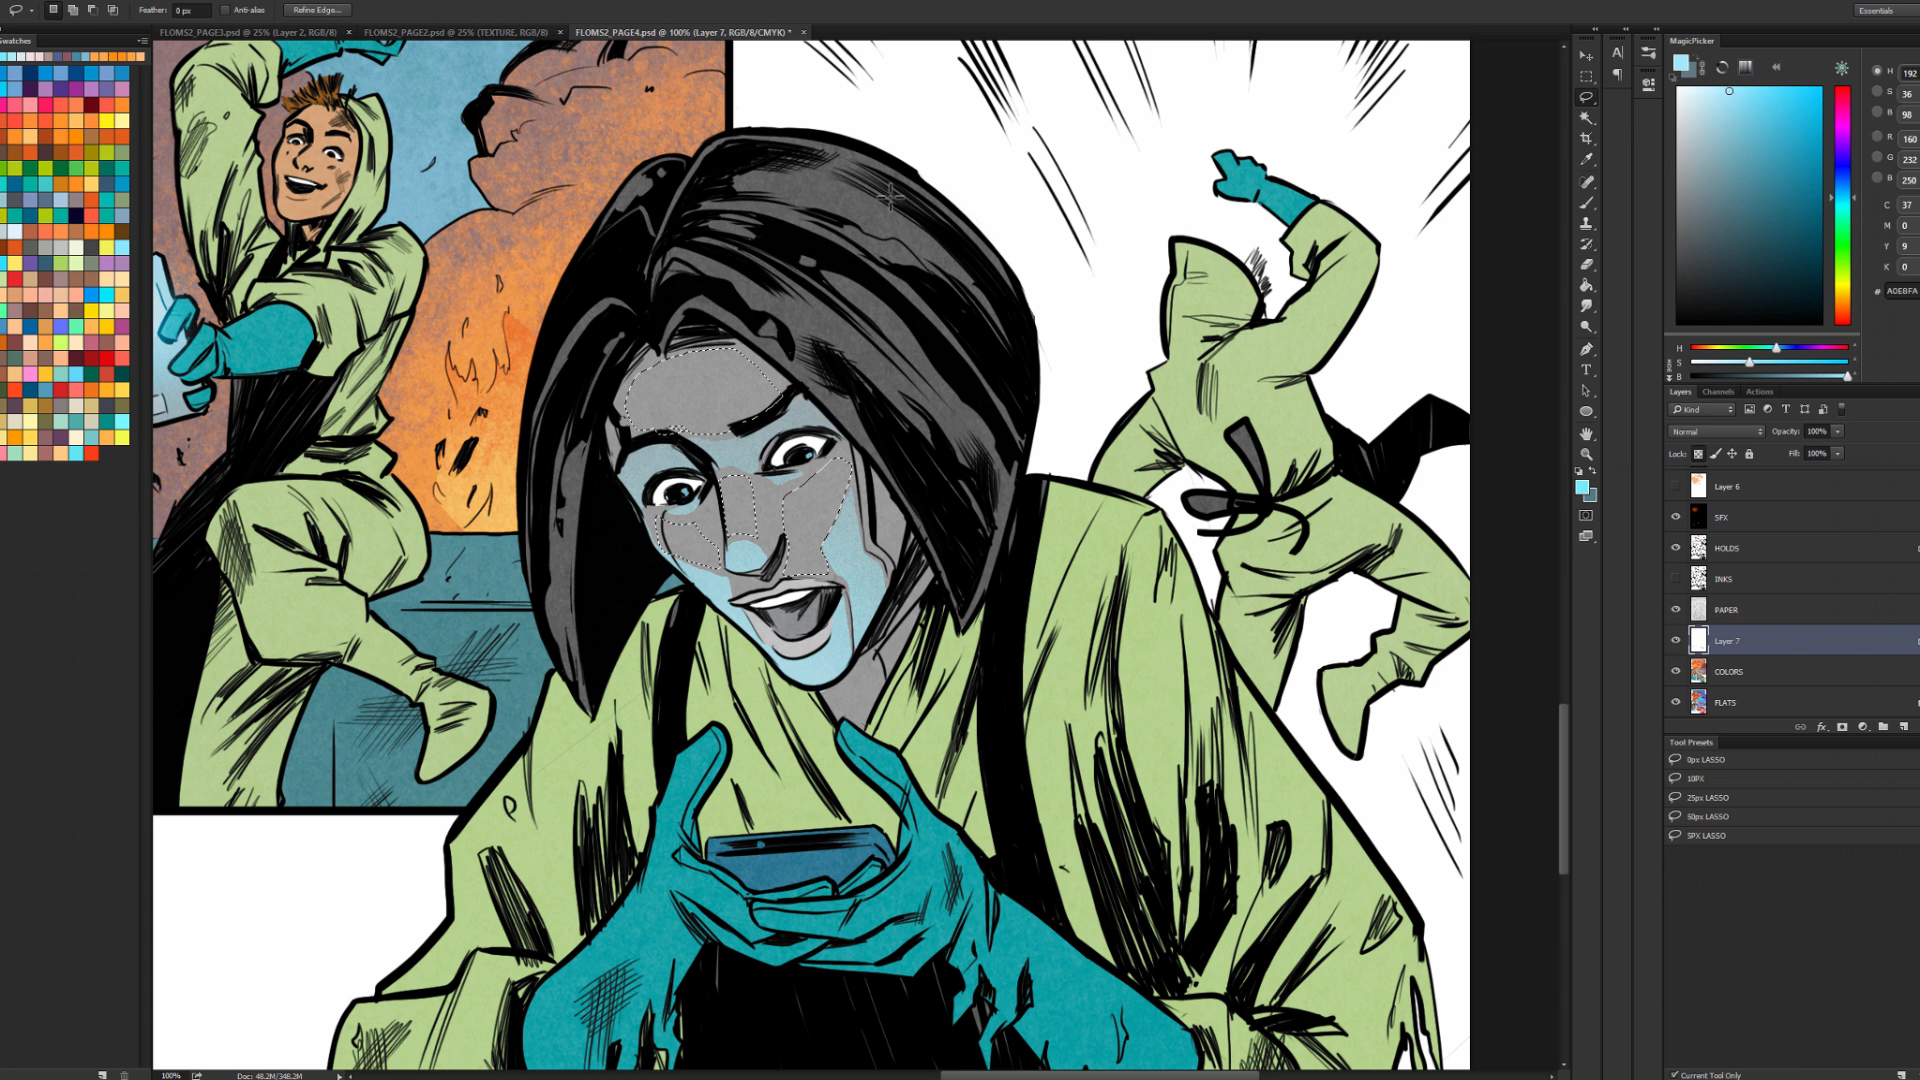 Feather: 0 px Anti-alias Refine Edge... Essentials
Swatches
FLOMS2_PAGE3.psd @ 25% (Layer 2, RGB/8) ×
FLOMS2_PAGE2.psd @ 25% (TEXTURE, RGB/8) ×
FLOMS2_PAGE4.psd @ 100% (Layer 7, RGB/8/CMYK) * ×
MagicPicker
H 192
S 36
B 98
R 160
G 232
B 250
C 37
M 0
Y 9
K 0
# A0E8FA
H
S
B
Layers Channels Actions
Kind
Normal Opacity: 100%
Lock: Fill: 100%
Layer 6
SFX
HOLDS
INKS
PAPER
Layer 7
COLORS
FLATS
fx
Tool Presets
0px LASSO
10PX
25px LASSO
50px LASSO
5PX LASSO
Current Tool Only
100% Doc: 48.2M/348.2M